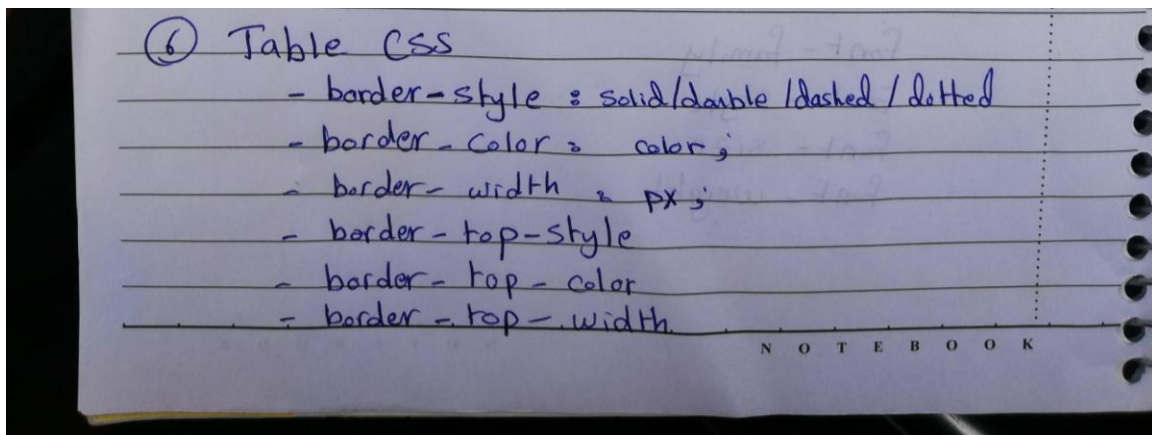 6 Table CSS
- border-style : solid/double/dashed/dotted
- border-color : color;
- border-width : px;
- border-top-style
- border-top-color
- border-top-width
NOTEBOOK